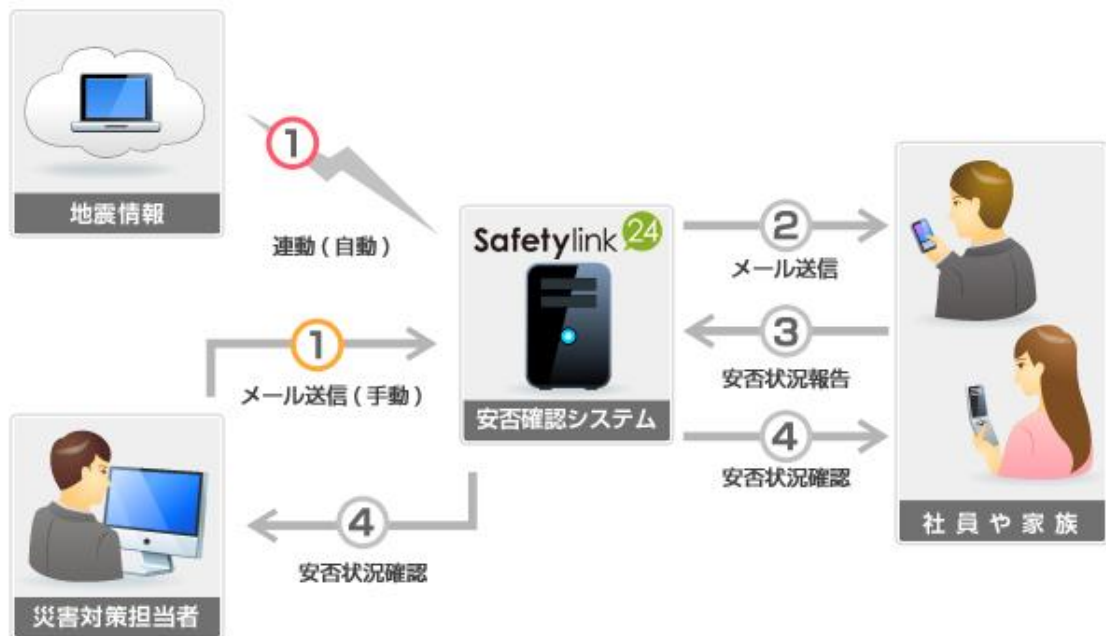 地震情報
1
連動 ( 自動 )
1
メール送信 ( 手動 )
災害対策担当者
Safetylink 24
安否確認システム
2
メール送信
3
安否状況報告
4
安否状況確認
4
安否状況確認
社員や家族